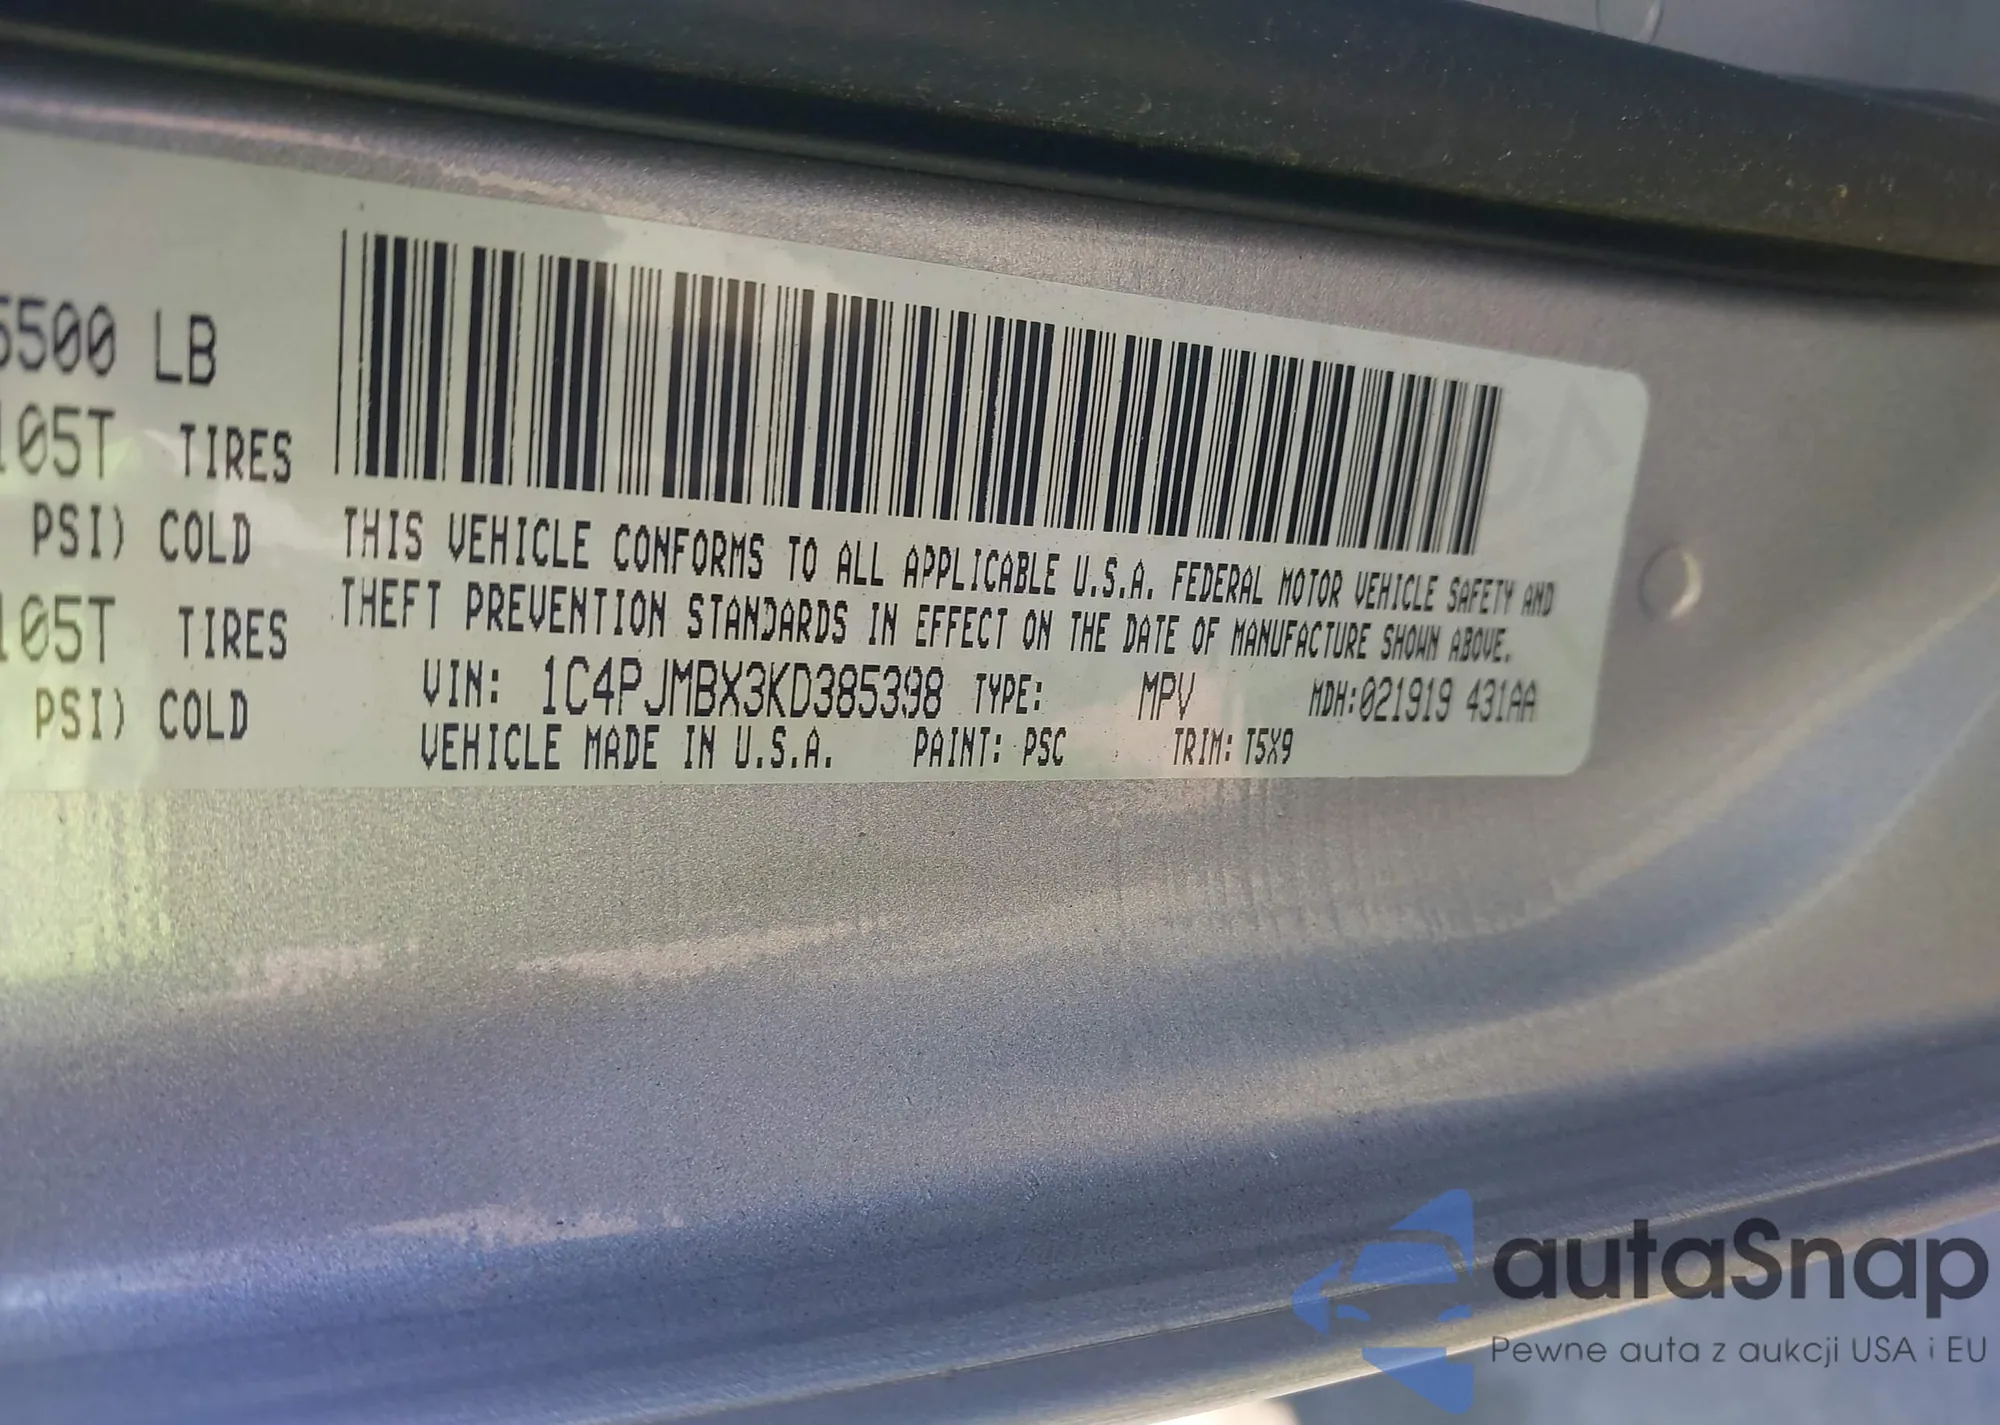 5500 LB
105T TIRES
PSI) COLD
105T TIRES
PSI) COLD
THIS VEHICLE CONFORMS TO ALL APPLICABLE U.S.A. FEDERAL MOTOR VEHICLE SAFETY AND
THEFT PREVENTION STANDARDS IN EFFECT ON THE DATE OF MANUFACTURE SHOWN ABOVE.
VIN: 1C4PJMBX3KD385398 TYPE: MPV MDH:021919 431AA
VEHICLE MADE IN U.S.A. PAINT: PSC TRIM: T5X9
autaSnap
Pewne auta z aukcji USA i EU